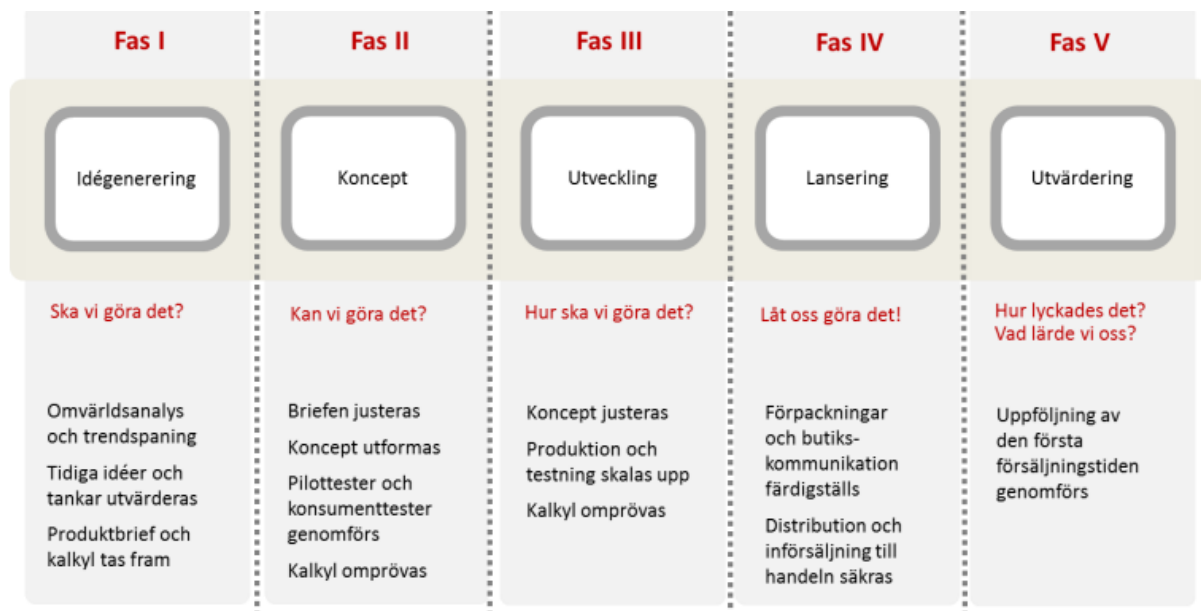 Fas I
Fas II
Fas III
Fas IV
Fas V
Idégenerering
Koncept
Utveckling
Lansering
Utvärdering
Ska vi göra det?
Kan vi göra det?
Hur ska vi göra det?
Låt oss göra det!
Hur lyckades det?
Vad lärde vi oss?
Omvärldsanalys
och trendspaning
Tidiga idéer och
tankar utvärderas
Produktbrief och
kalkyl tas fram
Briefen justeras
Koncept utformas
Pilottester och
konsumenttester
genomförs
Kalkyl omprövas
Koncept justeras
Produktion och
testning skalas upp
Kalkyl omprövas
Förpackningar
och butiks-
kommunikation
färdigställs
Distribution och
införsäljning till
handeln säkras
Uppföljning av
den första
försäljningstiden
genomförs